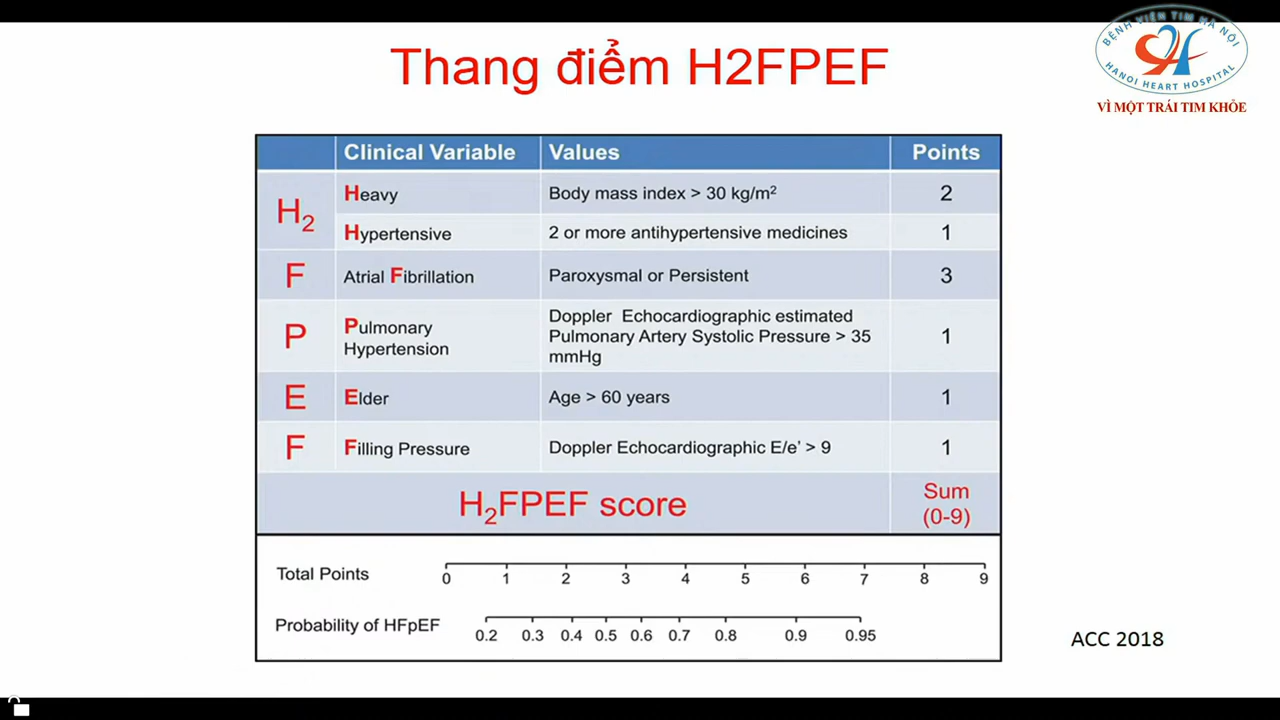 BỆNH VIỆN TIM HÀ NỘI
HANOI HEART HOSPITAL
VÌ MỘT TRÁI TIM KHỎE
Thang điểm H2FPEF
Clinical Variable Values Points
H2
Heavy Body mass index > 30 kg/m² 2
Hypertensive 2 or more antihypertensive medicines 1
F Atrial Fibrillation Paroxysmal or Persistent 3
P Pulmonary Hypertension Doppler Echocardiographic estimated
Pulmonary Artery Systolic Pressure > 35
mmHg 1
E Elder Age > 60 years 1
F Filling Pressure Doppler Echocardiographic E/e' > 9 1
H2FPEF score Sum
(0-9)
Total Points 0 1 2 3 4 5 6 7 8 9
Probability of HFpEF 0.2 0.3 0.4 0.5 0.6 0.7 0.8 0.9 0.95
ACC 2018